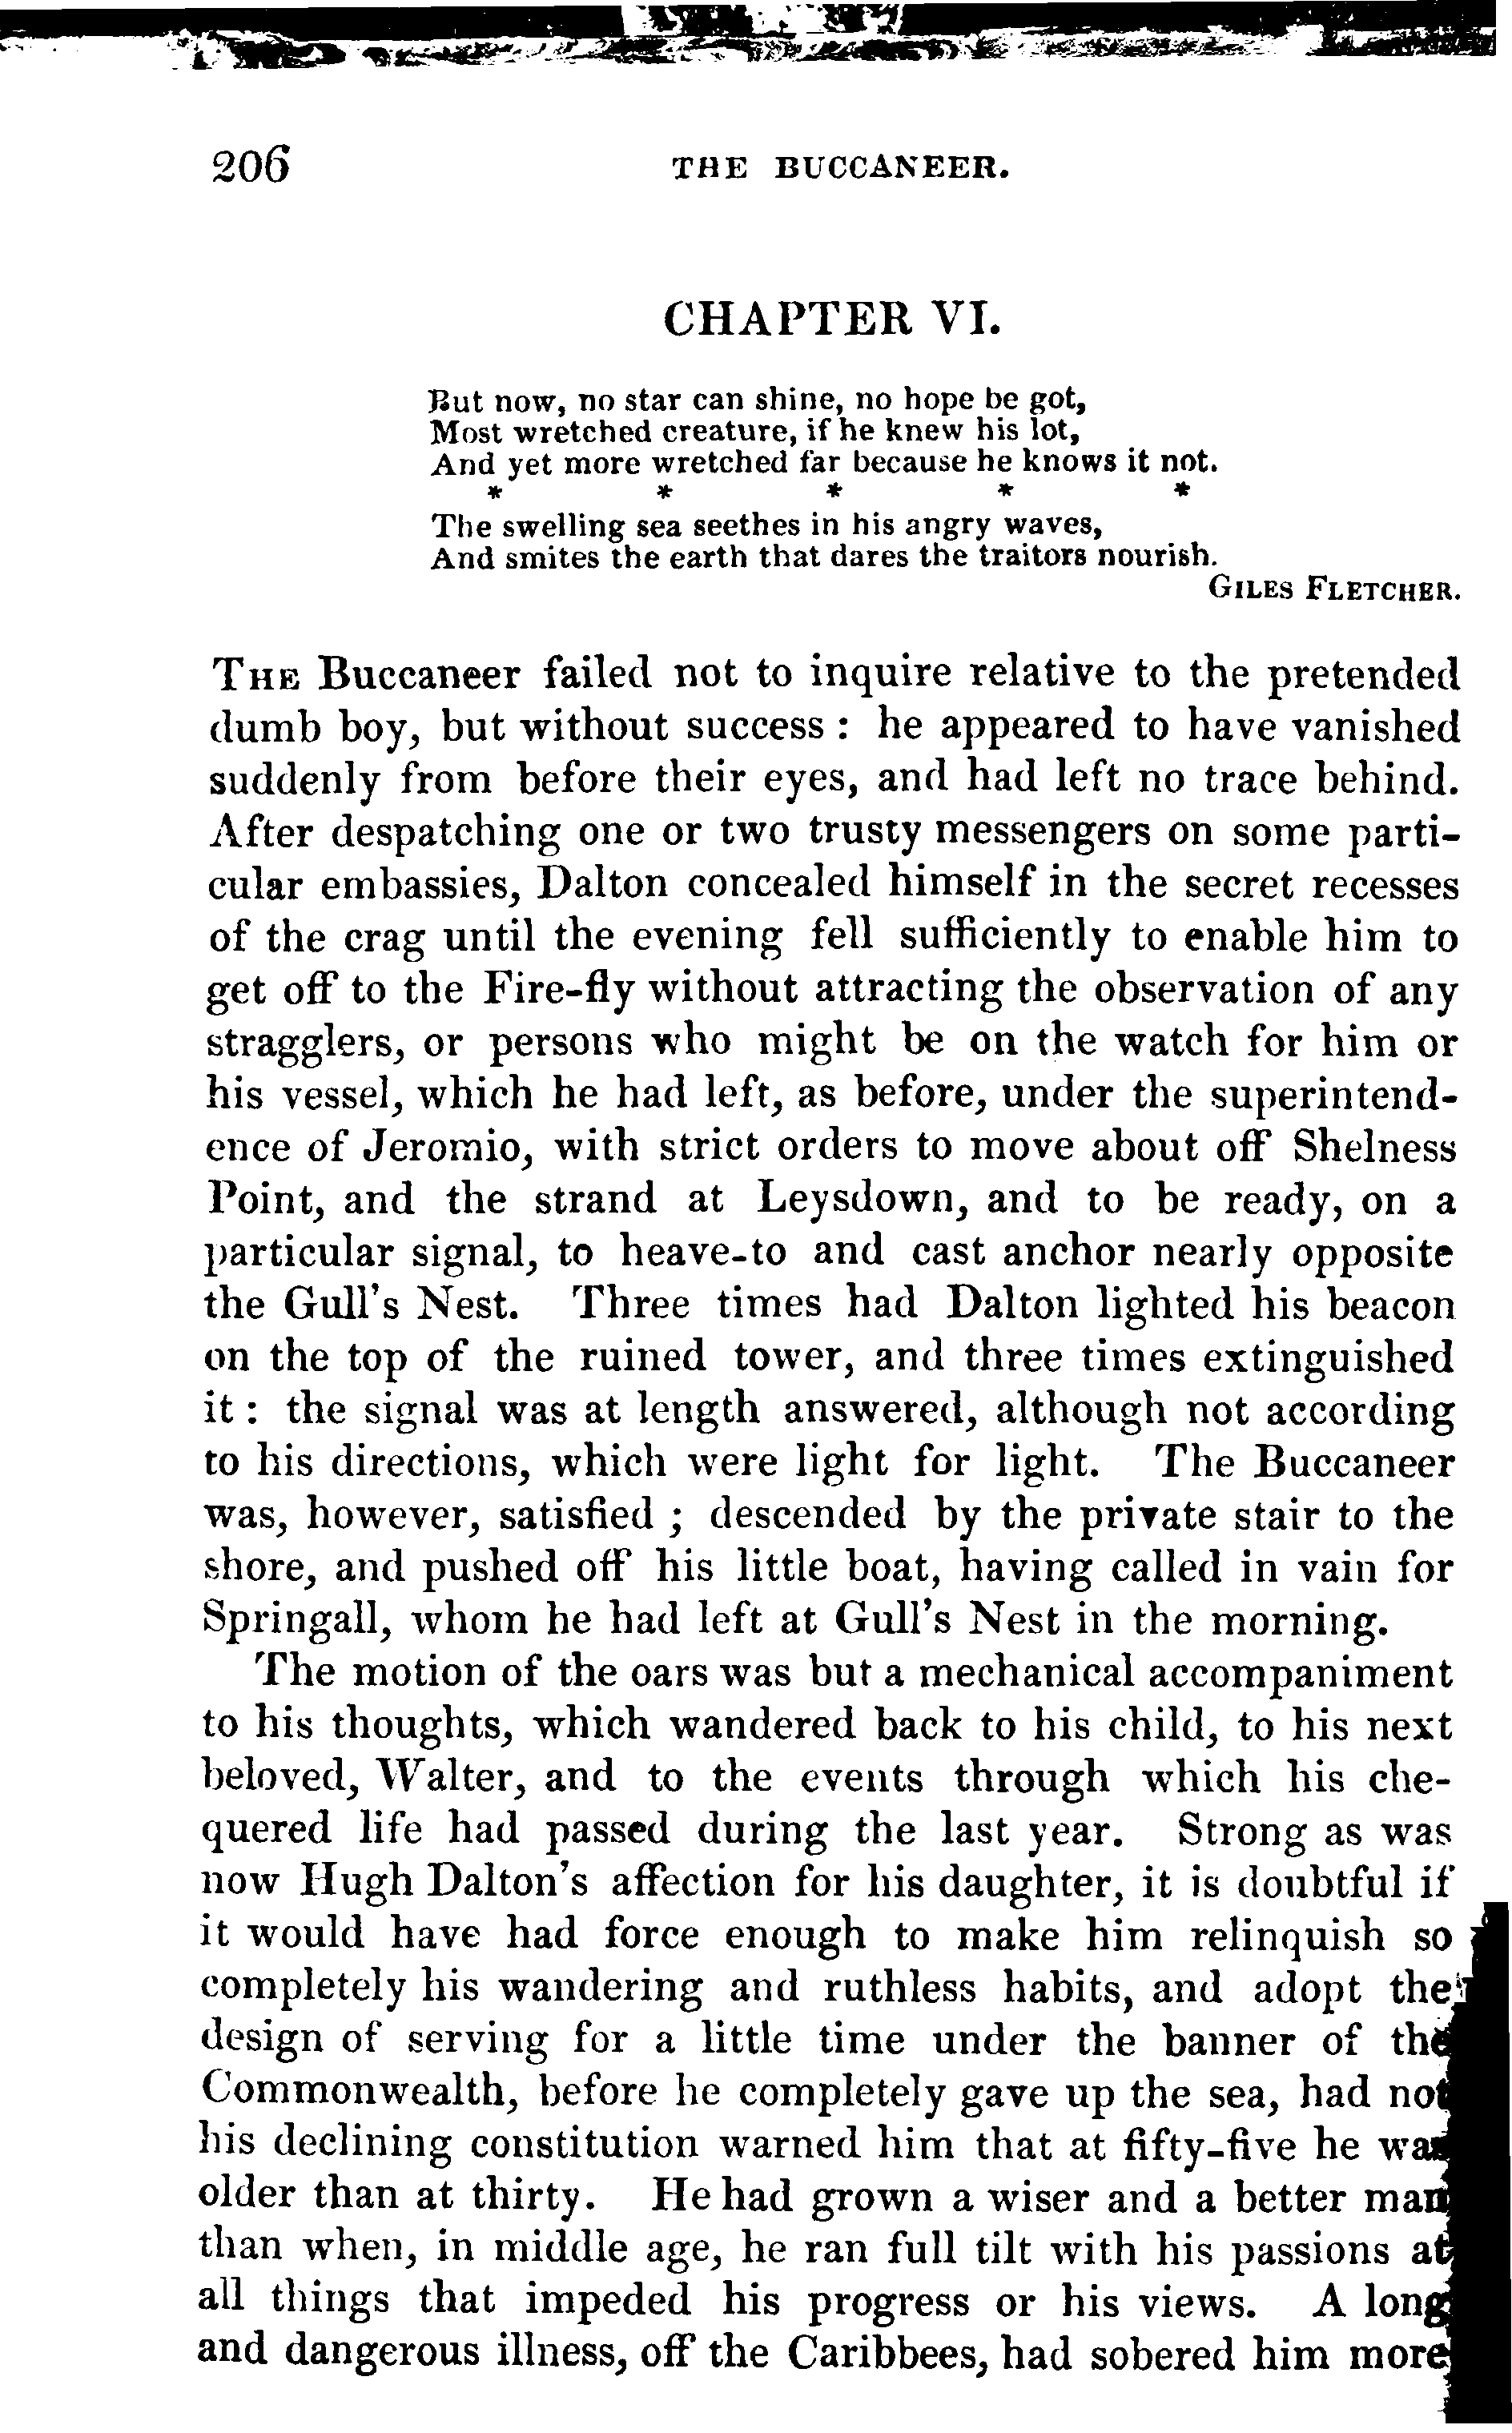 206 THE BUCCANEER.
CHAPTER VI.
But now, no star can shine, no hope be got,
Most wretched creature, if he knew his lot,
And yet more wretched far because he knows it not.
* * * * *
The swelling sea seethes in his angry waves,
And smites the earth that dares the traitors nourish.
GILES FLETCHER.
THE Buccaneer failed not to inquire relative to the pretended
dumb boy, but without success : he appeared to have vanished
suddenly from before their eyes, and had left no trace behind.
After despatching one or two trusty messengers on some parti-
cular embassies, Dalton concealed himself in the secret recesses
of the crag until the evening fell sufficiently to enable him to
get off to the Fire-fly without attracting the observation of any
stragglers, or persons who might be on the watch for him or
his vessel, which he had left, as before, under the superintend-
ence of Jeromio, with strict orders to move about off Shelness
Point, and the strand at Leysdown, and to be ready, on a
particular signal, to heave-to and cast anchor nearly opposite
the Gull's Nest. Three times had Dalton lighted his beacon
on the top of the ruined tower, and three times extinguished
it : the signal was at length answered, although not according
to his directions, which were light for light. The Buccaneer
was, however, satisfied ; descended by the private stair to the
shore, and pushed off his little boat, having called in vain for
Springall, whom he had left at Gull's Nest in the morning.
The motion of the oars was but a mechanical accompaniment
to his thoughts, which wandered back to his child, to his next
beloved, Walter, and to the events through which his che-
quered life had passed during the last year. Strong as was
now Hugh Dalton's affection for his daughter, it is doubtful if
it would have had force enough to make him relinquish so
completely his wandering and ruthless habits, and adopt the
design of serving for a little time under the banner of the
Commonwealth, before he completely gave up the sea, had not
his declining constitution warned him that at fifty-five he was
older than at thirty. He had grown a wiser and a better man
than when, in middle age, he ran full tilt with his passions at
all things that impeded his progress or his views. A long
and dangerous illness, off the Caribbees, had sobered him more